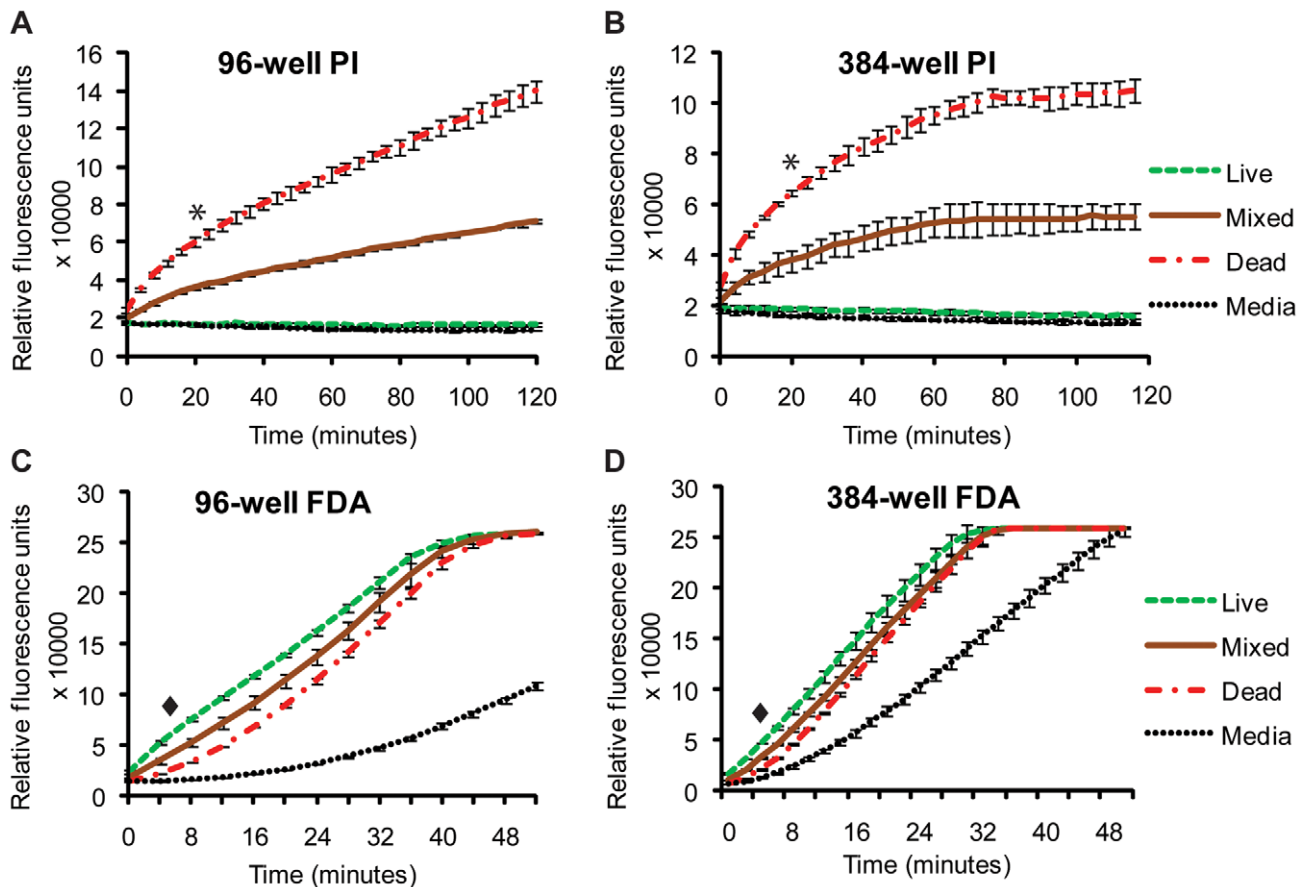 A
96-well PI
Relative fluorescence units
x 10000
16
14
12
10
8
6
4
2
0
*
0 20 40 60 80 100 120
Time (minutes)
B
384-well PI
Relative fluorescence units
x 10000
12
10
8
6
4
2
0
*
0 20 40 60 80 100 120
Time (minutes)
Live
Mixed
Dead
Media
C
96-well FDA
Relative fluorescence units
x 10000
30
25
20
15
10
5
0
0 8 16 24 32 40 48
Time (minutes)
D
384-well FDA
Relative fluorescence units
x 10000
30
25
20
15
10
5
0
0 8 16 24 32 40 48
Time (minutes)
Live
Mixed
Dead
Media